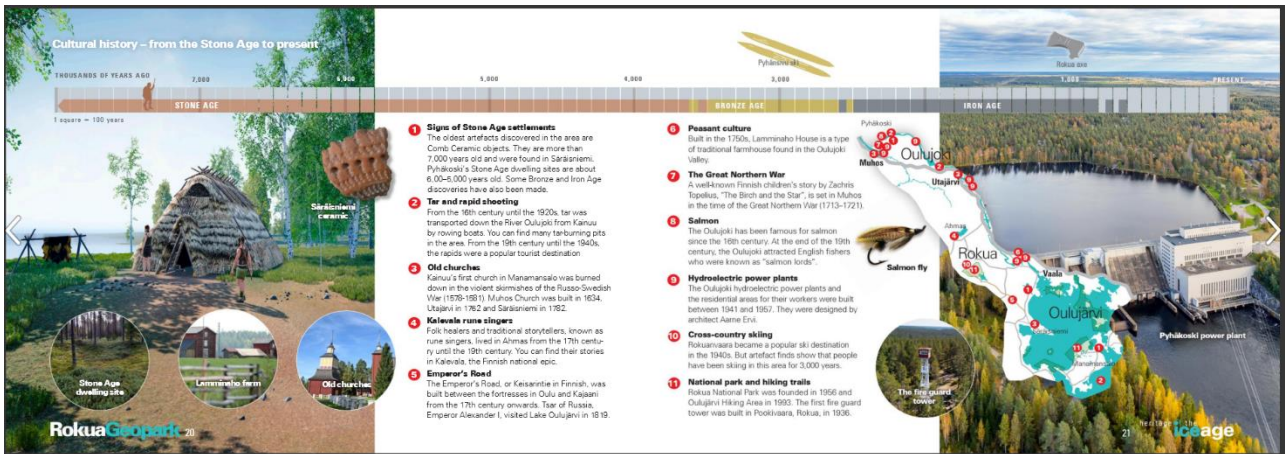 Cultural history – from the Stone Age to present
THOUSANDS OF YEARS AGO
7,000
6,000
5,000
4,000
3,000
1,000
PRESENT
STONE AGE
BRONZE AGE
IRON AGE
1 square = 100 years
Pyhänsivu ski
Rokua axe
Säräisniemi
ceramic
1 Signs of Stone Age settlements
The oldest artefacts discovered in the area are
Comb Ceramic objects. They are more than
7,000 years old and were found in Säräisniemi.
Pyhäkoski's Stone Age dwelling sites are about
6,00–5,000 years old. Some Bronze and Iron Age
discoveries have also been made.
2 Tar and rapid shooting
From the 16th century until the 1920s, tar was
transported down the River Oulujoki from Kainuu
by rowing boats. You can find many tar-burning pits
in the area. From the 19th century until the 1940s,
the rapids were a popular tourist destination
3 Old churches
Kainuu's first church in Manamansalo was burned
down in the violent skirmishes of the Russo-Swedish
War (1578-1581). Muhos Church was built in 1634,
Utajärvi in 1762 and Säräisniemi in 1782.
4 Kalevala rune singers
Folk healers and traditional storytellers, known as
rune singers, lived in Ahmas from the 17th centu-
ry until the 19th century. You can find their stories
in Kalevala, the Finnish national epic.
5 Emperor's Road
The Emperor's Road, or Keisarintie in Finnish, was
built between the fortresses in Oulu and Kajaani
from the 17th century onwards. Tsar of Russia,
Emperor Alexander I, visited Lake Oulujärvi in 1819.
6 Peasant culture
Built in the 1750s, Lamminaho House is a type
of traditional farmhouse found in the Oulujoki
Valley.
7 The Great Northern War
A well-known Finnish children's story by Zachris
Topelius, "The Birch and the Star", is set in Muhos
in the time of the Great Northern War (1713–1721).
8 Salmon
The Oulujoki has been famous for salmon
since the 16th century. At the end of the 19th
century, the Oulujoki attracted English fishers
who were known as "salmon lords".
9 Hydroelectric power plants
The Oulujoki hydroelectric power plants and
the residential areas for their workers were built
between 1941 and 1957. They were designed by
architect Aarne Ervi.
10 Cross-country skiing
Rokuanvaara became a popular ski destination
in the 1940s. But artefact finds show that people
have been skiing in this area for 3,000 years.
11 National park and hiking trails
Rokua National Park was founded in 1956 and
Oulujärvi Hiking Area in 1993. The first fire guard
tower was built in Pookivaara, Rokua, in 1936.
Stone Age
dwelling site
Lamminaho farm
Old churches
Salmon fly
The fire guard
tower
Pyhäkoski
Muhos
Oulujoki
Utajärvi
Ahmas
Rokua
Vaala
Oulujärvi
Pyhäkoski power plant
RokuaGeopark 20
21
Heritage of the
iceage